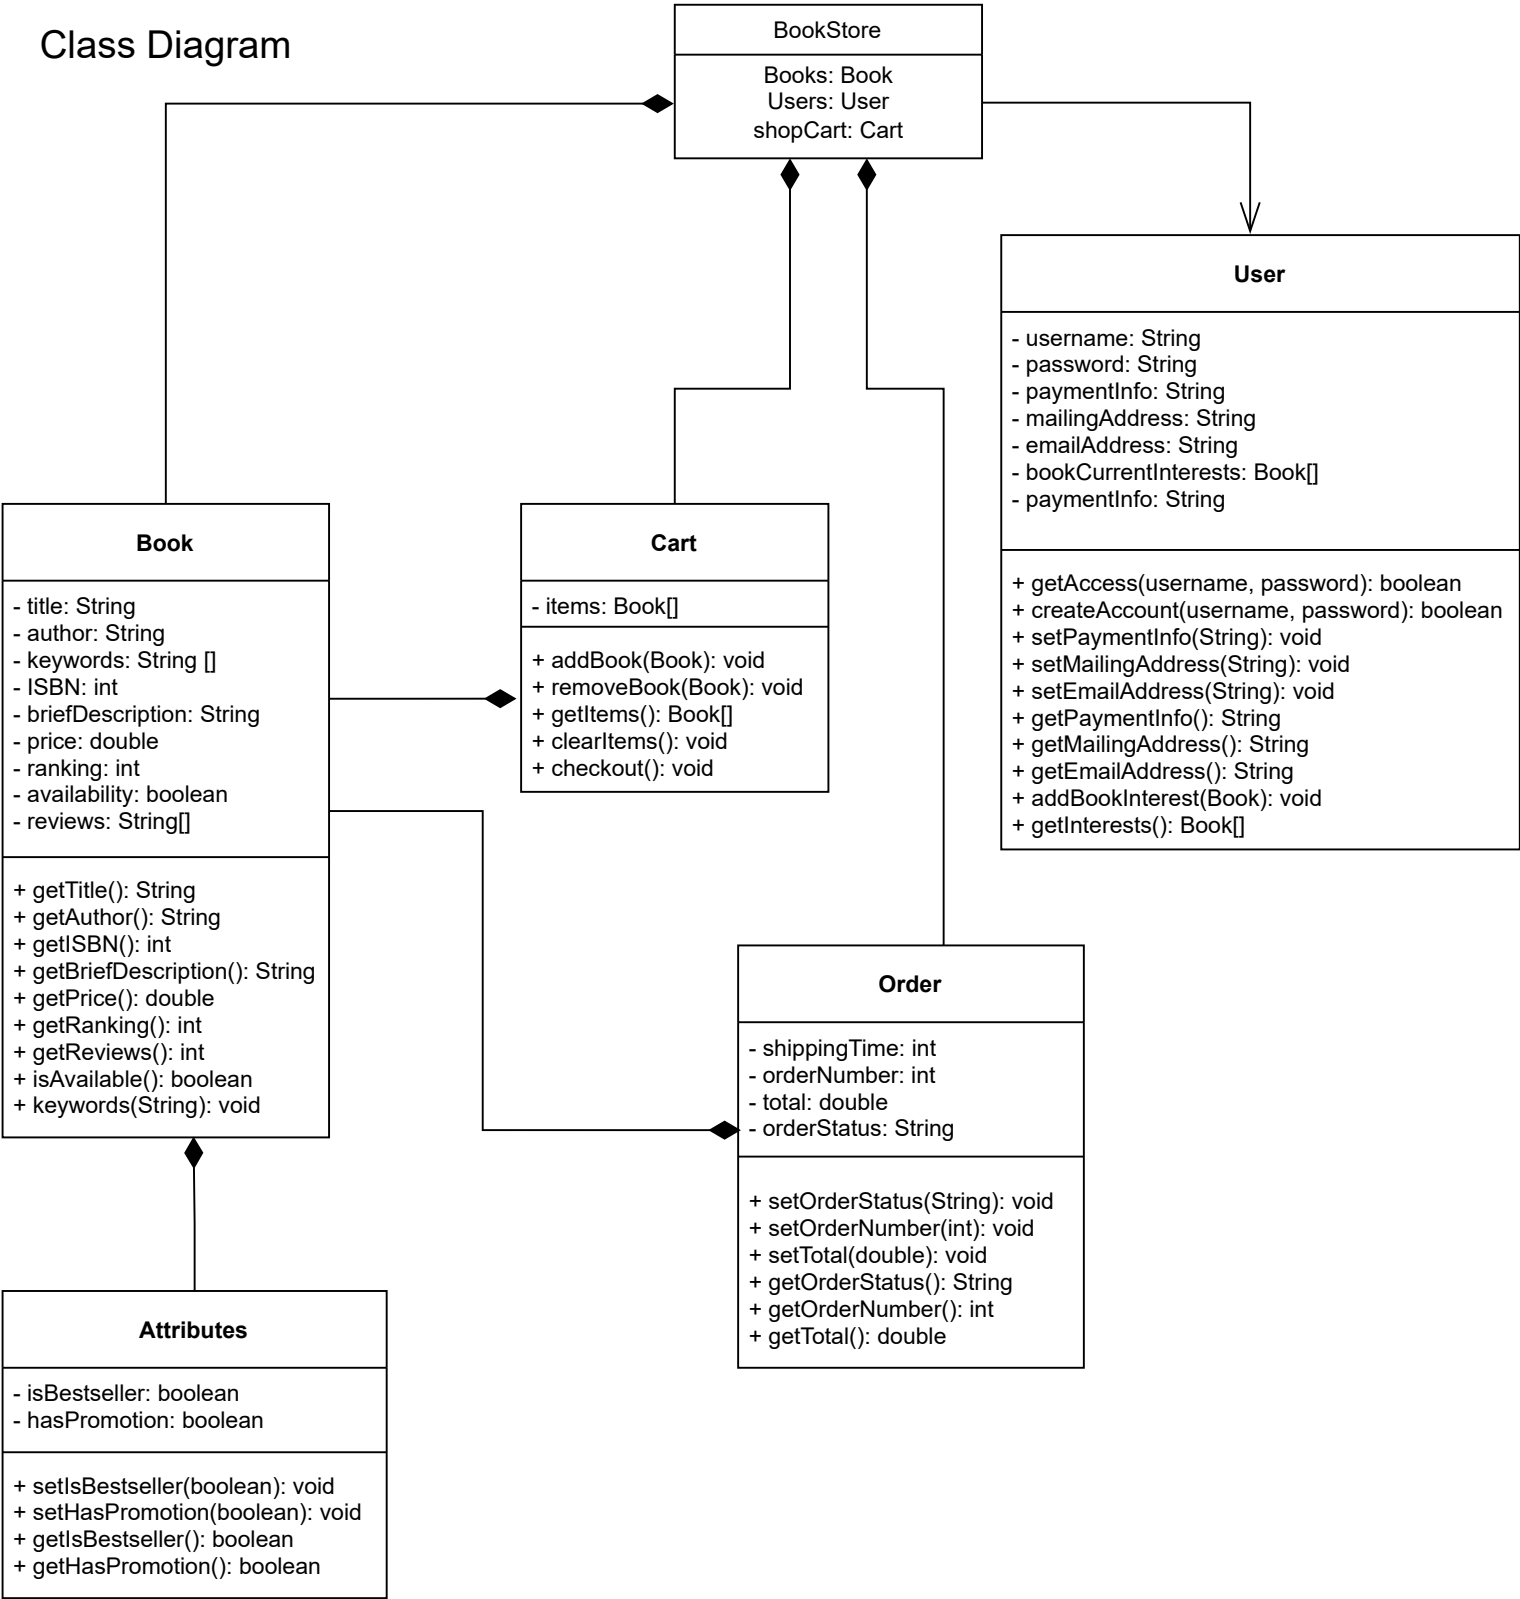 Class Diagram
BookStore
Books: Book
Users: User
shopCart: Cart
User
- username: String
- password: String
- paymentInfo: String
- mailingAddress: String
- emailAddress: String
- bookCurrentInterests: Book[]
- paymentInfo: String
+ getAccess(username, password): boolean
+ createAccount(username, password): boolean
+ setPaymentInfo(String): void
+ setMailingAddress(String): void
+ setEmailAddress(String): void
+ getPaymentInfo(): String
+ getMailingAddress(): String
+ getEmailAddress(): String
+ addBookInterest(Book): void
+ getInterests(): Book[]
Book
- title: String
- author: String
- keywords: String []
- ISBN: int
- briefDescription: String
- price: double
- ranking: int
- availability: boolean
- reviews: String[]
+ getTitle(): String
+ getAuthor(): String
+ getISBN(): int
+ getBriefDescription(): String
+ getPrice(): double
+ getRanking(): int
+ getReviews(): int
+ isAvailable(): boolean
+ keywords(String): void
Cart
- items: Book[]
+ addBook(Book): void
+ removeBook(Book): void
+ getItems(): Book[]
+ clearItems(): void
+ checkout(): void
Order
- shippingTime: int
- orderNumber: int
- total: double
- orderStatus: String
+ setOrderStatus(String): void
+ setOrderNumber(int): void
+ setTotal(double): void
+ getOrderStatus(): String
+ getOrderNumber(): int
+ getTotal(): double
Attributes
- isBestseller: boolean
- hasPromotion: boolean
+ setIsBestseller(boolean): void
+ setHasPromotion(boolean): void
+ getIsBestseller(): boolean
+ getHasPromotion(): boolean